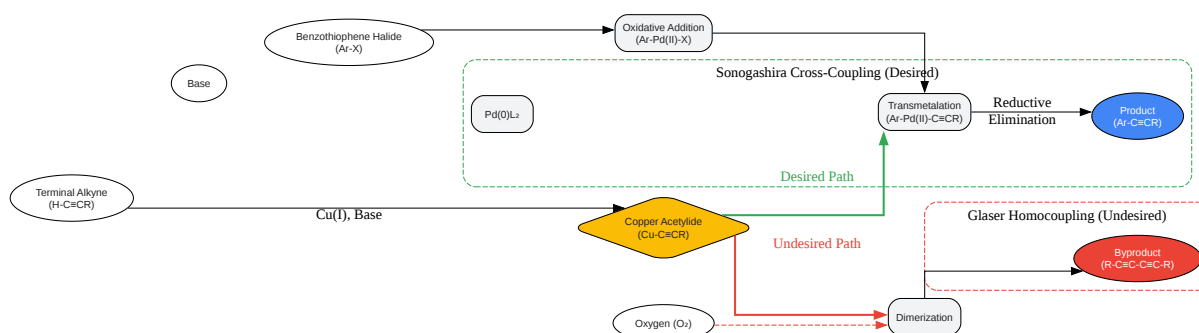 Benzothiophene Halide
(Ar-X)
Oxidative Addition
(Ar-Pd(II)-X)
Base
Sonogashira Cross-Coupling (Desired)
Pd(0)L₂
Transmetalation
(Ar-Pd(II)-C≡CR)
Reductive
Elimination
Product
(Ar-C≡CR)
Desired Path
Terminal Alkyne
(H-C≡CR)
Cu(I), Base
Copper Acetylide
(Cu-C≡CR)
Undesired Path
Glaser Homocoupling (Undesired)
Byproduct
(R-C≡C-C≡C-R)
Oxygen (O₂)
Dimerization